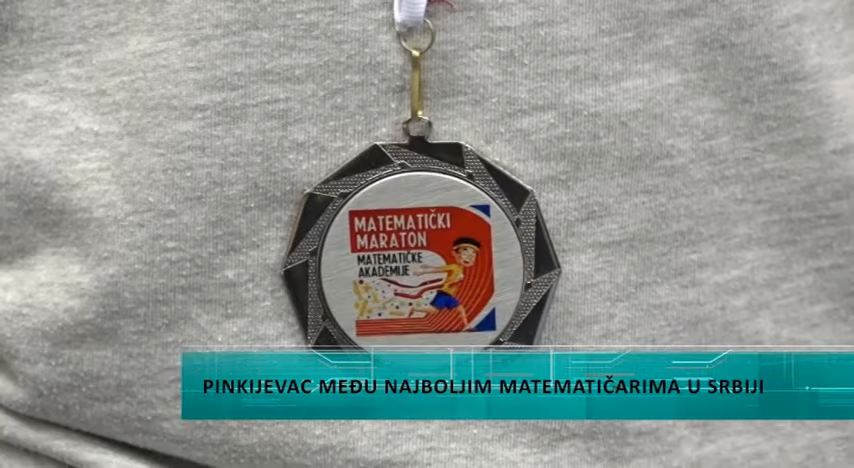 MATEMATIČKI
MARATON
MATEMATIČKE
AKADEMIJE
PINKIJEVAC MEĐU NAJBOLJIM MATEMATIČARIMA U SRBIJI